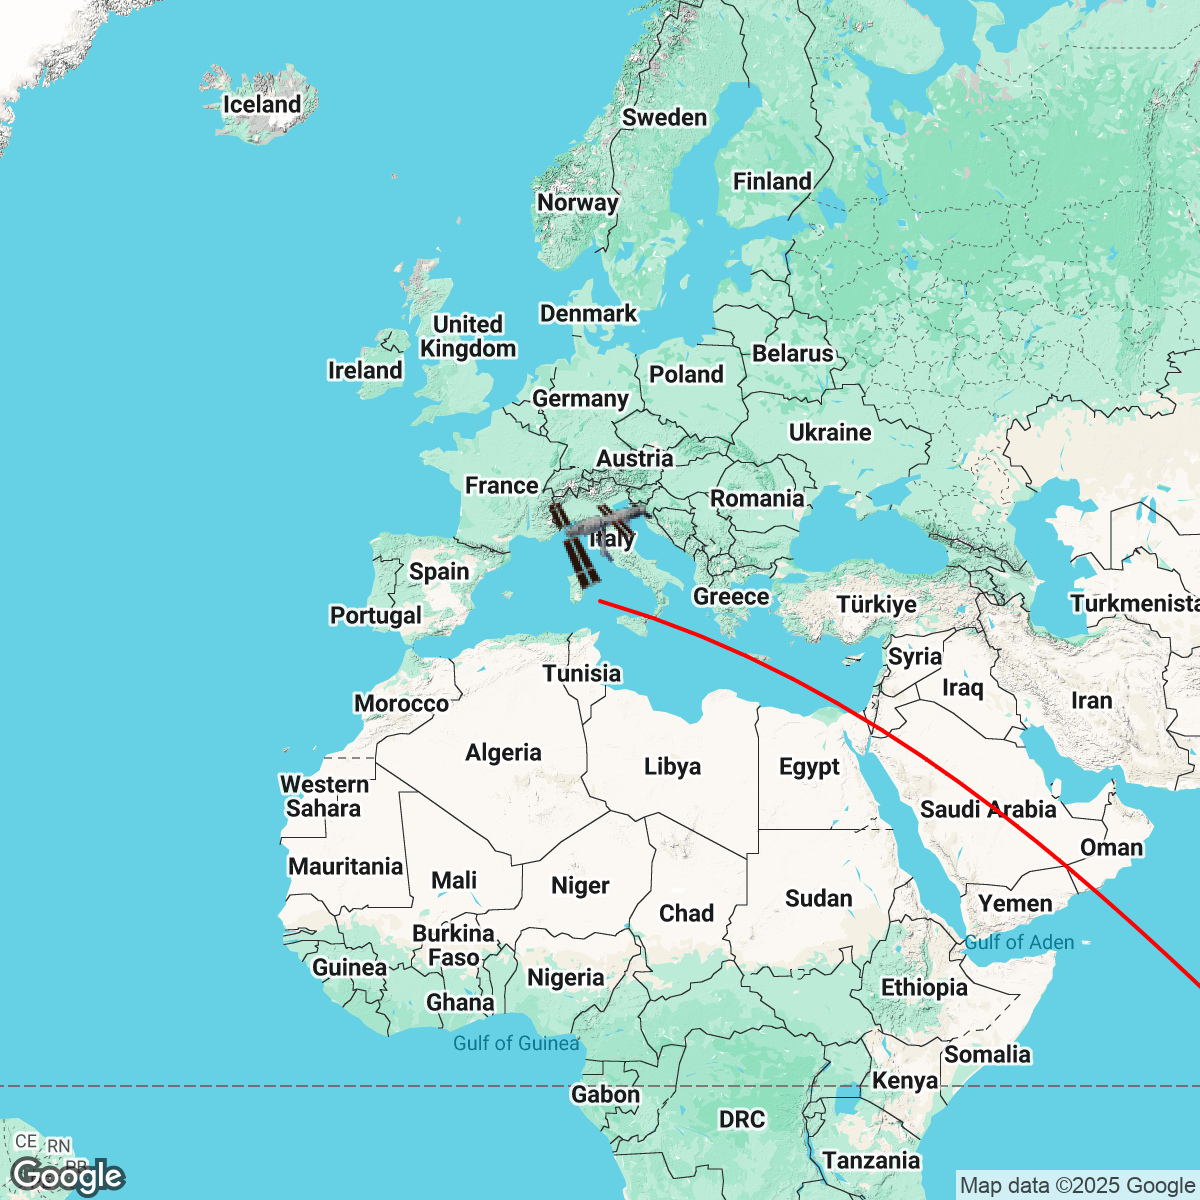 Iceland
Sweden
Finland
Norway
Denmark
United
Kingdom
Ireland
Belarus
Poland
Germany
Ukraine
Austria
France
Romania
Italy
Spain
Greece
Türkiye
Turkmenista
Portugal
Syria
Tunisia
Iraq
Iran
Morocco
Algeria
Libya
Egypt
Western
Sahara
Saudi Arabia
Oman
Mauritania
Mali
Niger
Sudan
Yemen
Chad
Burkina
Faso
Gulf of Aden
Guinea
Nigeria
Ethiopia
Ghana
Gulf of Guinea
Somalia
Kenya
Gabon
DRC
CE
RN
PB
Tanzania
Google
Map data ©2025 Google